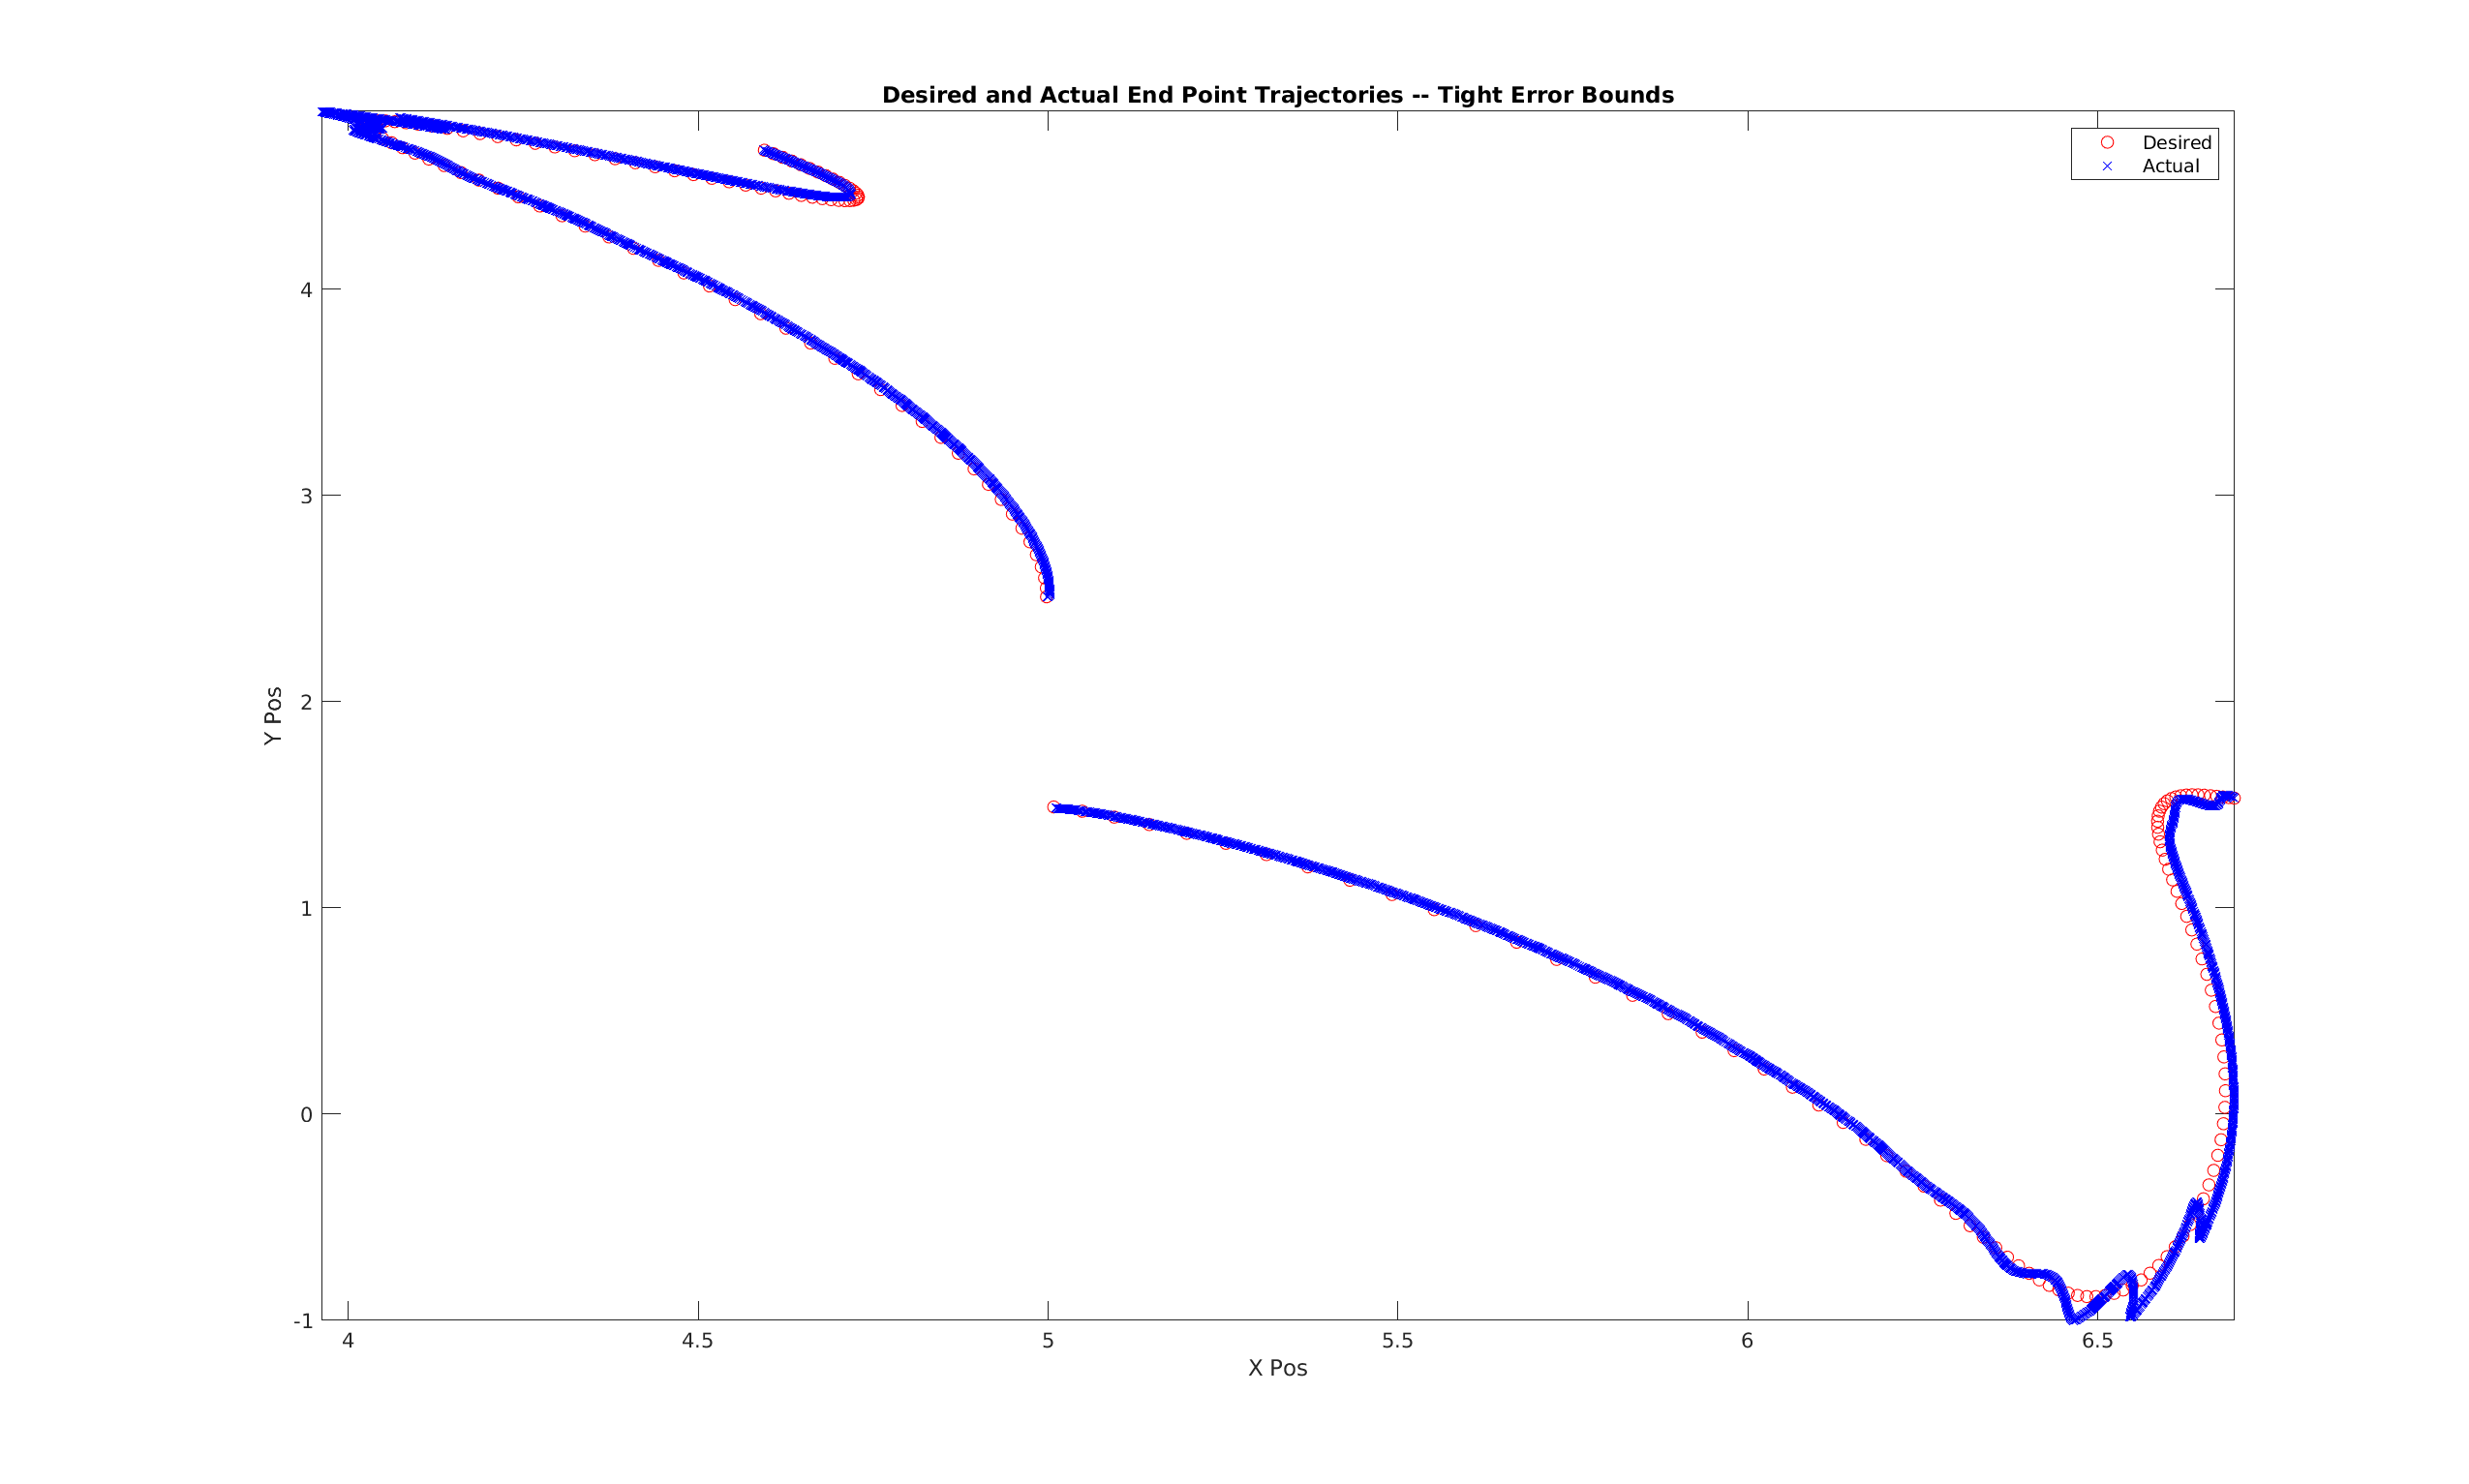 Desired and Actual End Point Trajectories -- Tight Error Bounds
Desired
Actual
4
3
2
1
0
-1
Y Pos
4
4.5
5
5.5
6
6.5
X Pos